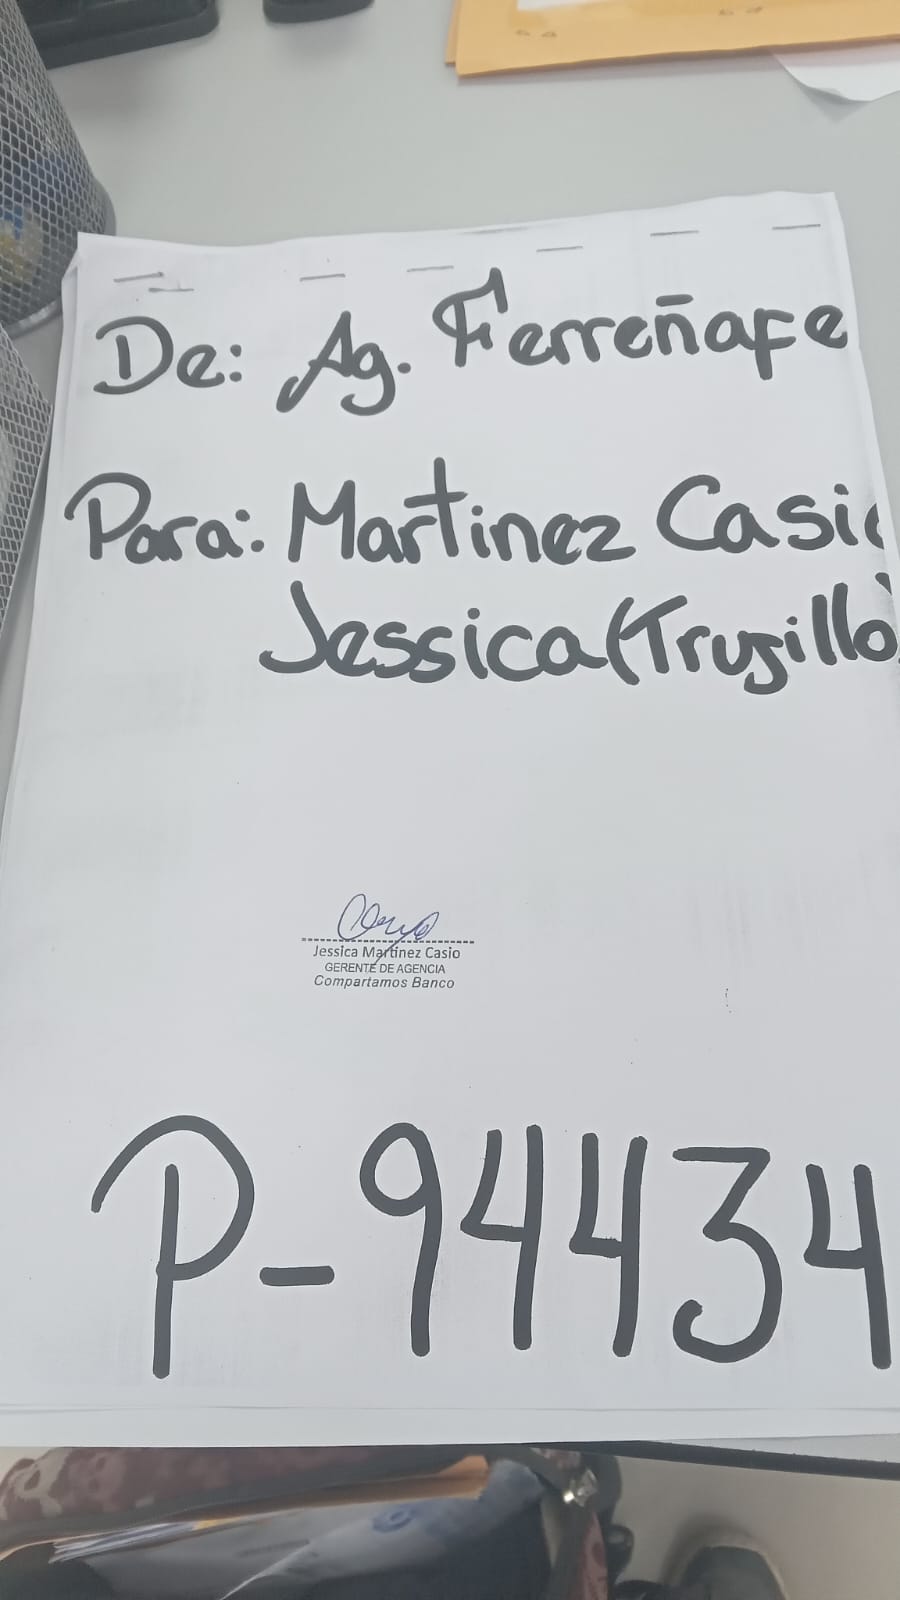 De: Ag. Ferreñafe
Para: Martinez Casio
Jessica (Trujillo)
Jessica Martinez Casio
GERENTE DE AGENCIA
Compartamos Banco
P-94434